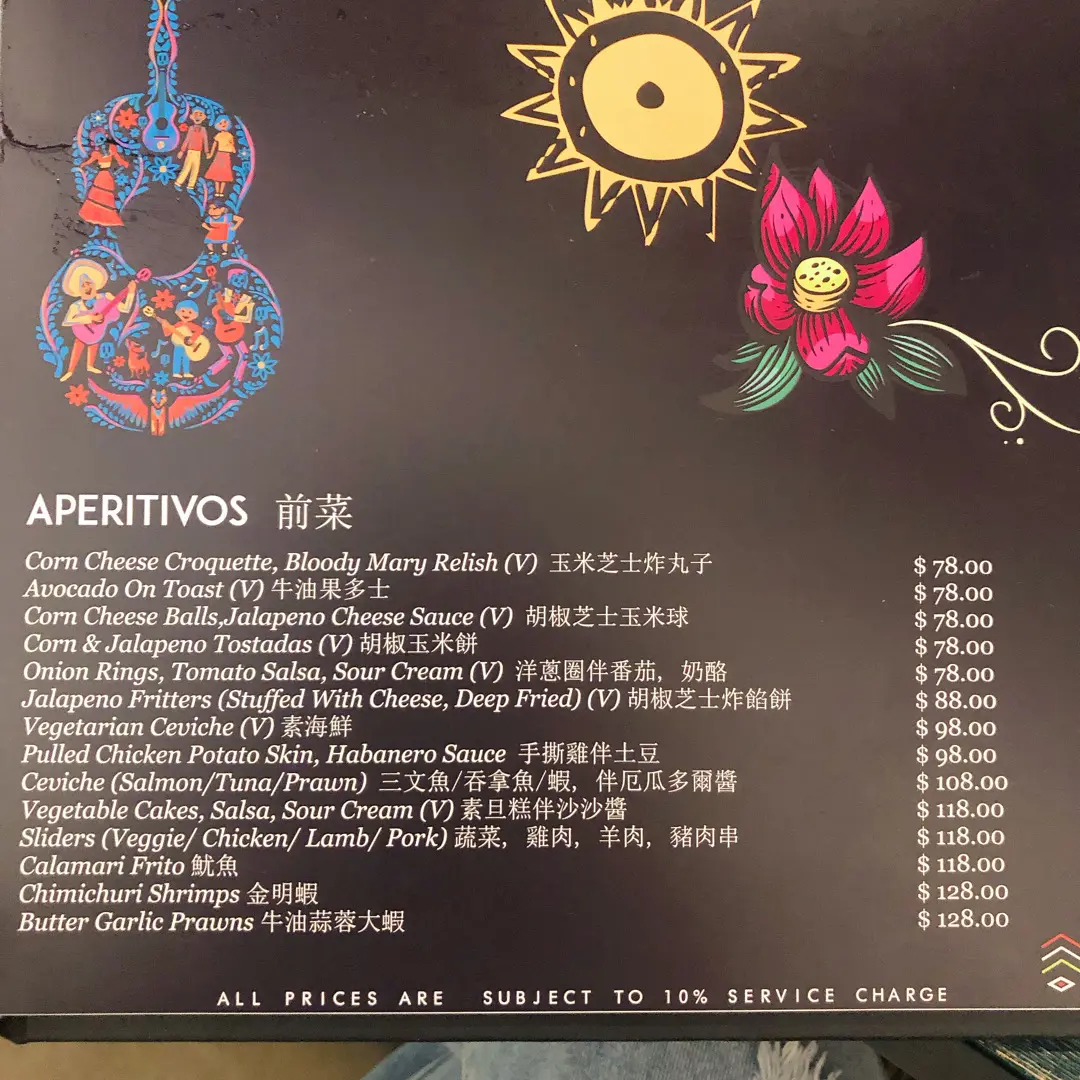 APERITIVOS 前菜
Corn Cheese Croquette, Bloody Mary Relish (V) 玉米芝士炸丸子 $ 78.00
Avocado On Toast (V) 牛油果多士 $ 78.00
Corn Cheese Balls,Jalapeno Cheese Sauce (V) 胡椒芝士玉米球 $ 78.00
Corn & Jalapeno Tostadas (V) 胡椒玉米餅 $ 78.00
Onion Rings, Tomato Salsa, Sour Cream (V) 洋蔥圈伴番茄，奶酪 $ 78.00
Jalapeno Fritters (Stuffed With Cheese, Deep Fried) (V) 胡椒芝士炸餡餅 $ 88.00
Vegetarian Ceviche (V) 素海鮮 $ 98.00
Pulled Chicken Potato Skin, Habanero Sauce 手撕雞伴土豆 $ 98.00
Ceviche (Salmon/Tuna/Prawn) 三文魚/吞拿魚/蝦，伴厄瓜多爾醬 $ 108.00
Vegetable Cakes, Salsa, Sour Cream (V) 素旦糕伴沙沙醬 $ 118.00
Sliders (Veggie/ Chicken/ Lamb/ Pork) 蔬菜，雞肉，羊肉，豬肉串 $ 118.00
Calamari Frito 魷魚 $ 118.00
Chimichuri Shrimps 金明蝦 $ 128.00
Butter Garlic Prawns 牛油蒜蓉大蝦 $ 128.00
ALL PRICES ARE SUBJECT TO 10% SERVICE CHARGE